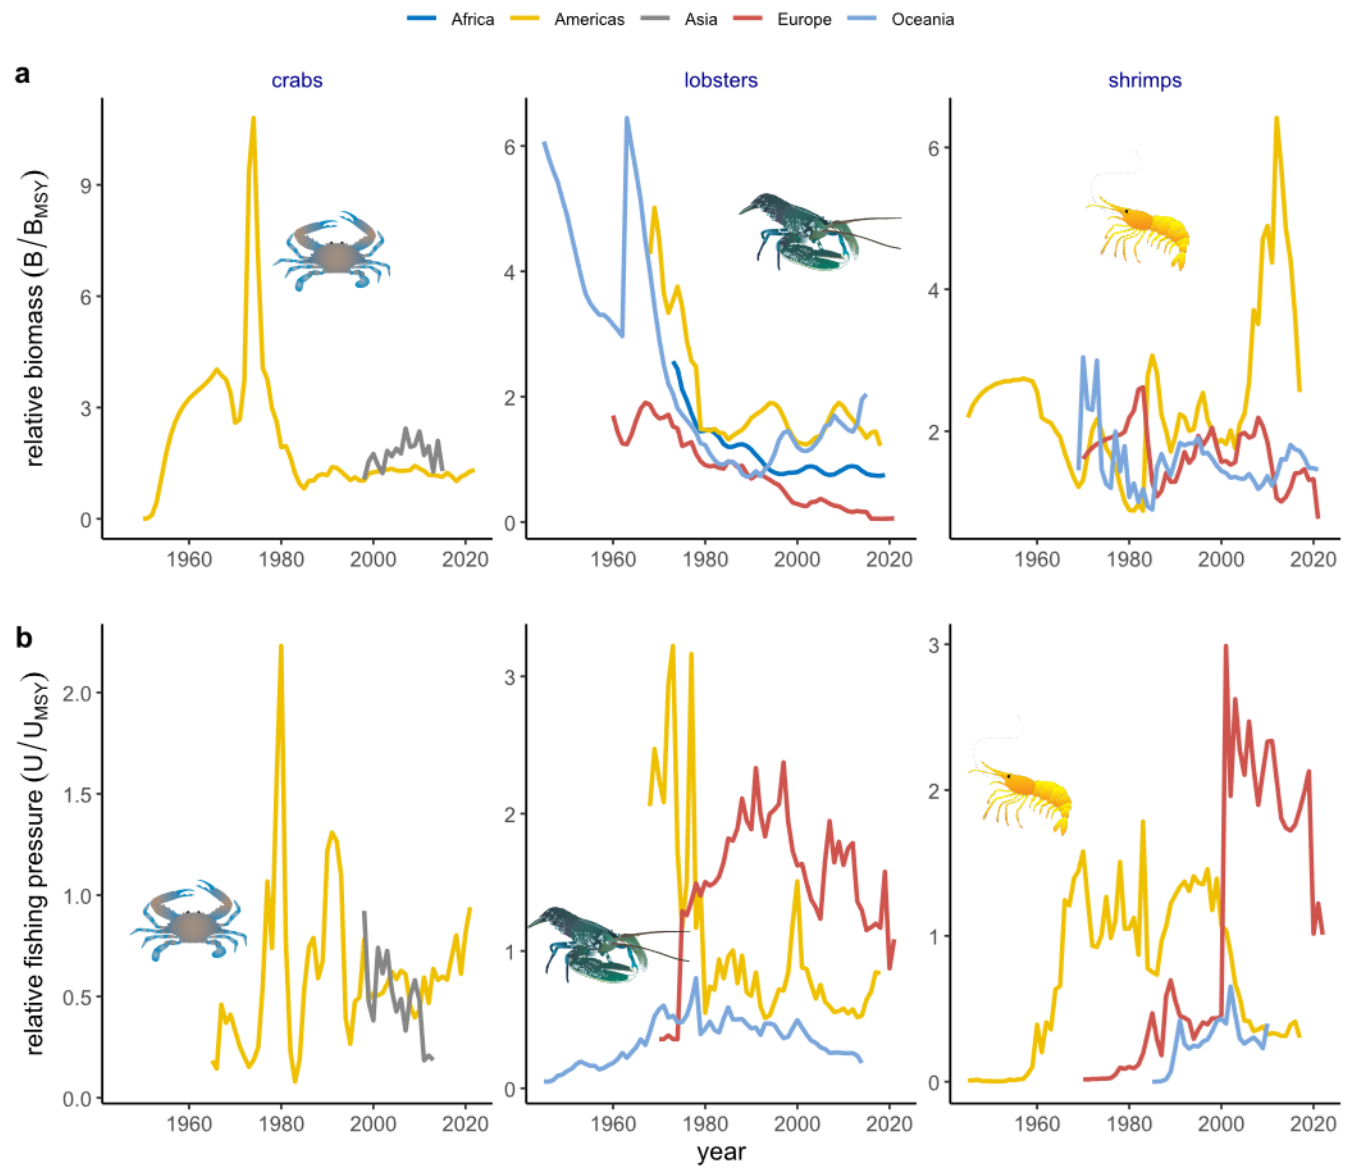 Africa Americas Asia Europe Oceania
a
crabs lobsters shrimps
relative biomass (B/B_MSY)
9
6
3
0
1960 1980 2000 2020
6
4
2
0
1960 1980 2000 2020
6
4
2
1960 1980 2000 2020
b
relative fishing pressure (U/U_MSY)
2.0
1.5
1.0
0.5
0.0
1960 1980 2000 2020
3
2
1
0
1960 1980 2000 2020
3
2
1
0
1960 1980 2000 2020
year